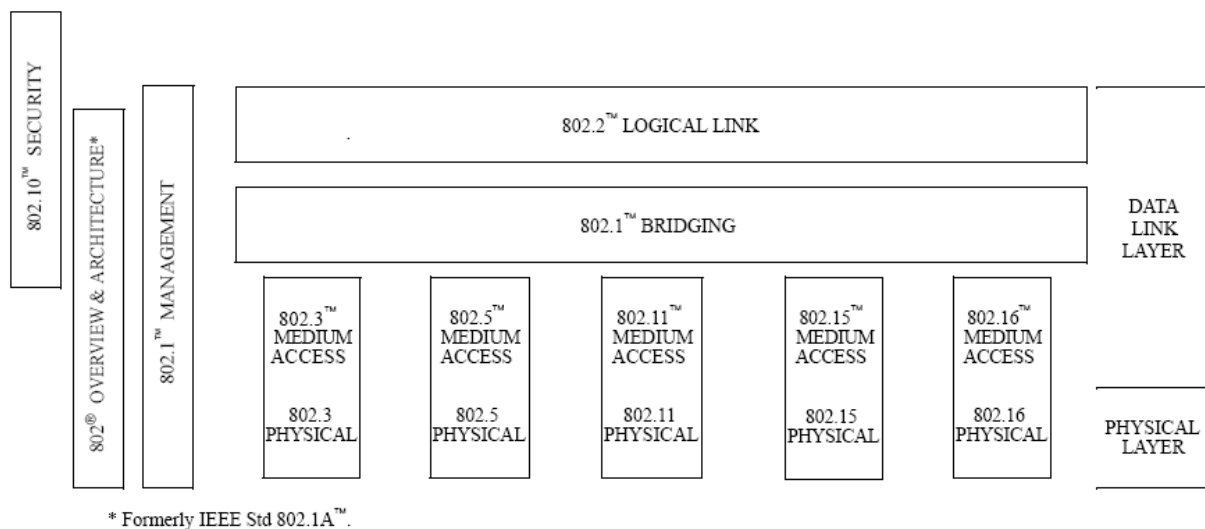 802.10™ SECURITY
802® OVERVIEW & ARCHITECTURE*
802.1™ MANAGEMENT
802.2™ LOGICAL LINK
802.1™ BRIDGING
802.3™
MEDIUM
ACCESS
802.3
PHYSICAL
802.5™
MEDIUM
ACCESS
802.5
PHYSICAL
802.11™
MEDIUM
ACCESS
802.11
PHYSICAL
802.15™
MEDIUM
ACCESS
802.15
PHYSICAL
802.16™
MEDIUM
ACCESS
802.16
PHYSICAL
DATA
LINK
LAYER
PHYSICAL
LAYER
* Formerly IEEE Std 802.1A™.